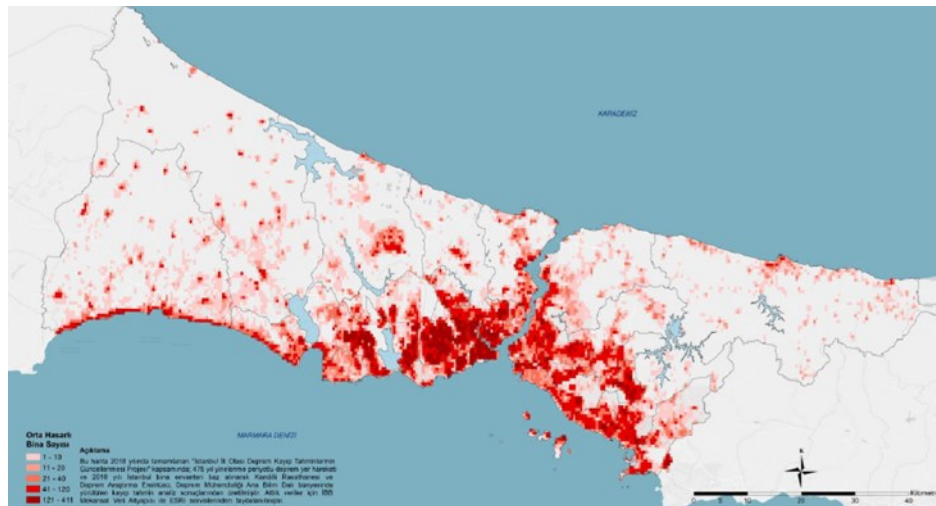 KARADENİZ
MARMARA DENİZİ
Orta Hasarlı
Bina Sayısı
1 - 10
11 - 20
21 - 40
41 - 120
121 - 411
Açıklama
Bu harita 2018 yılında tamamlanan "İstanbul İli Olası Deprem Kayıp Tahminlerinin
Güncellenmesi Projesi" kapsamında; 475 yıl yinelenme periyotlu deprem yer hareketi
ve 2018 yılı İstanbul bina envanteri baz alınarak Kandilli Rasathanesi ve
Deprem Araştırma Enstitüsü, Deprem Mühendisliği Ana Bilim Dalı bünyesinde
yürütülen kayıp tahmin analiz sonuçlarından üretilmiştir. Altlık veriler için İBB
Mekansal Veri Altyapısı ile ESRI servislerinden faydalanılmıştır.
0
10
20
30
40
Kilometre